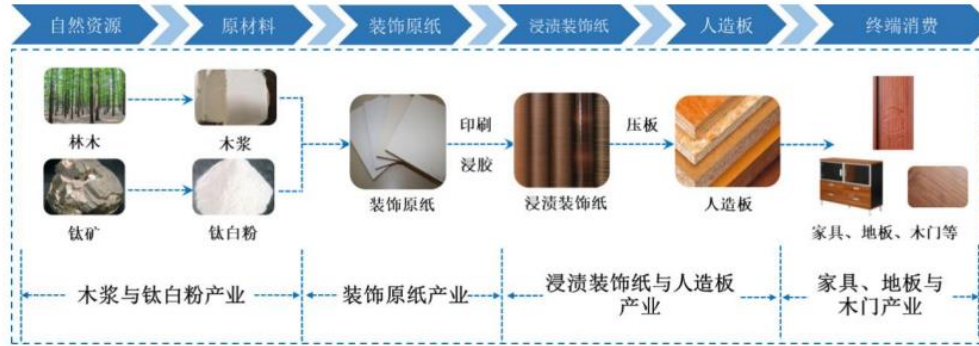 自然资源
原材料
装饰原纸
浸渍装饰纸
人造板
终端消费
林木
木浆
钛矿
钛白粉
装饰原纸
印刷
浸胶
浸渍装饰纸
压板
人造板
家具、地板、木门等
木浆与钛白粉产业
装饰原纸产业
浸渍装饰纸与人造板
产业
家具、地板与
木门产业